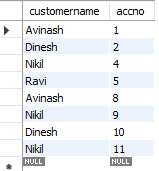 customername accno
Avinash 1
Dinesh 2
Nikil 4
Ravi 5
Avinash 8
Nikil 9
Dinesh 10
Nikil 11
NULL NULL